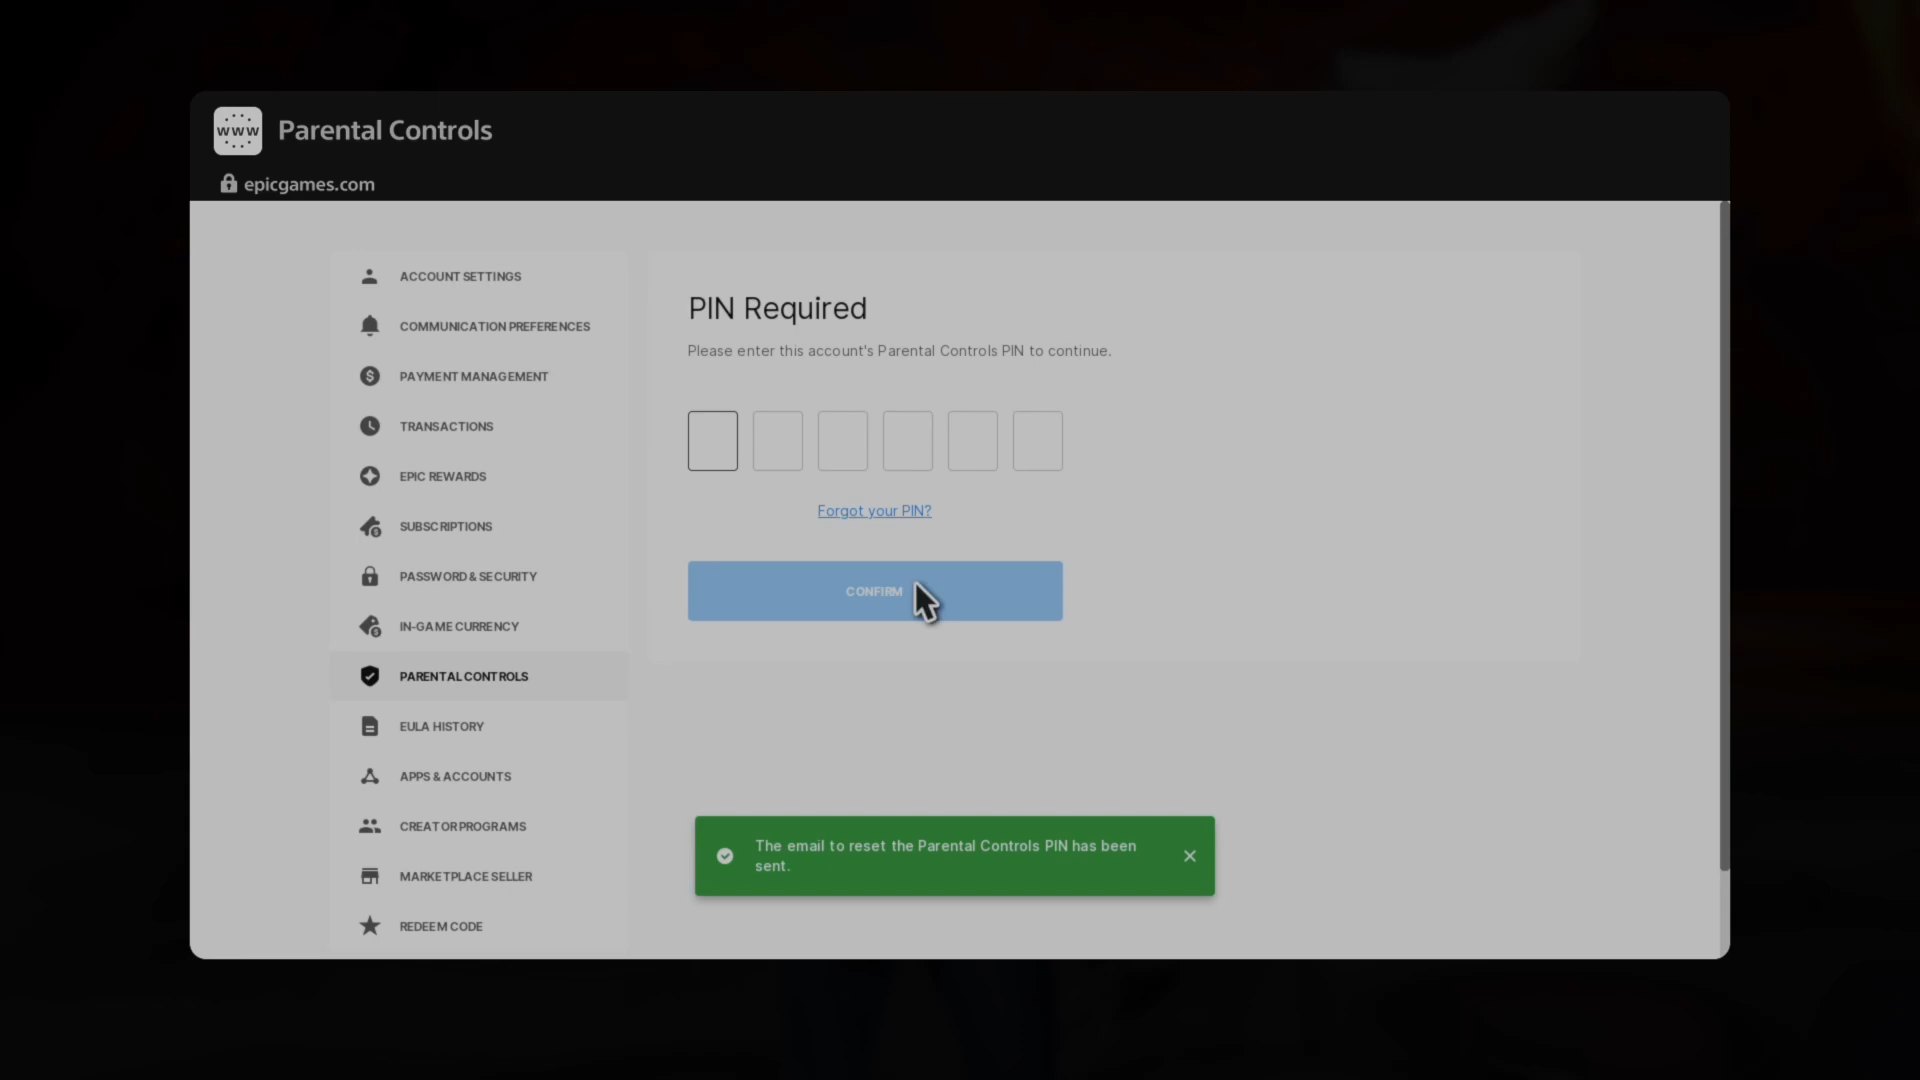 www
Parental Controls
epicgames.com
ACCOUNT SETTINGS
COMMUNICATION PREFERENCES
PAYMENT MANAGEMENT
TRANSACTIONS
EPIC REWARDS
SUBSCRIPTIONS
PASSWORD & SECURITY
IN-GAME CURRENCY
PARENTAL CONTROLS
EULA HISTORY
APPS & ACCOUNTS
CREATOR PROGRAMS
MARKETPLACE SELLER
REDEEM CODE
PIN Required
Please enter this account's Parental Controls PIN to continue.
Forgot your PIN?
CONFIRM
The email to reset the Parental Controls PIN has been
sent.